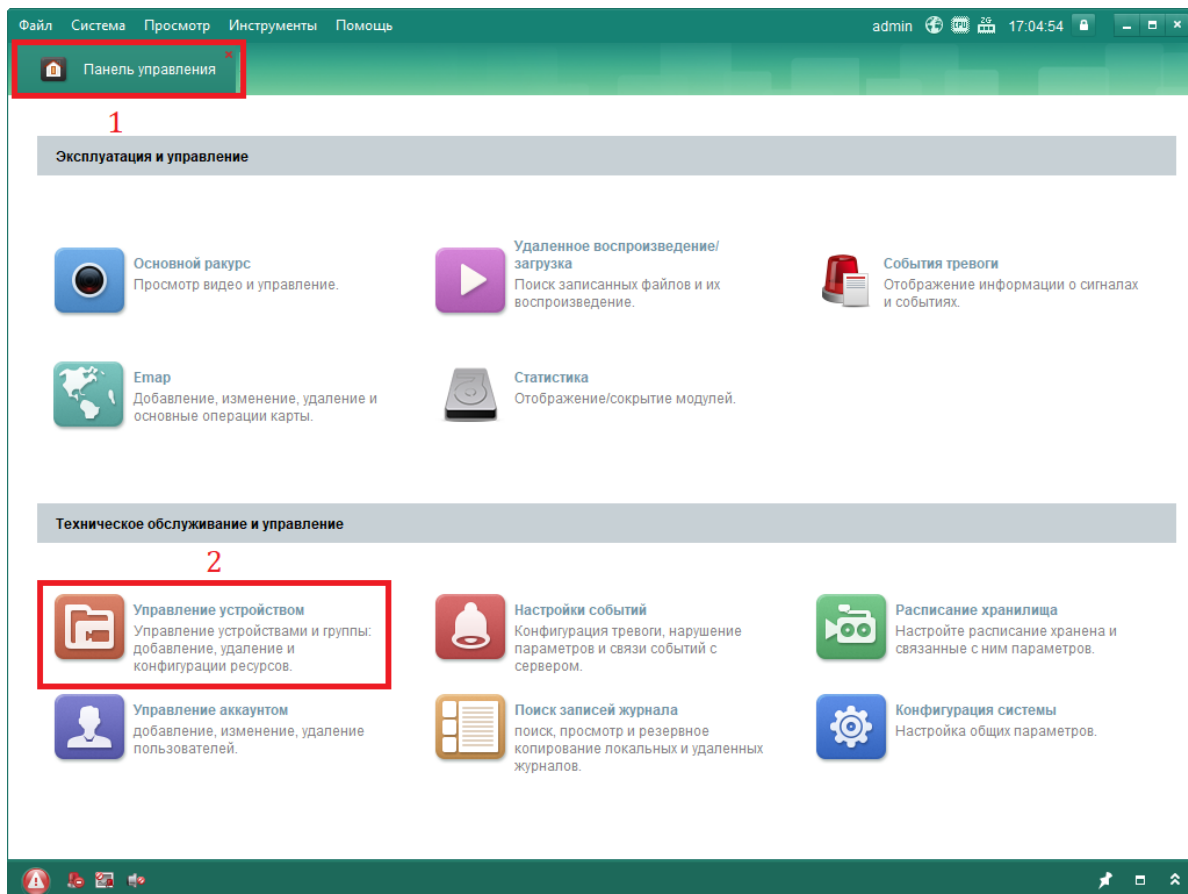 Файл Система Просмотр Инструменты Помощь admin CPU 2G 17:04:54
Панель управления
1
Эксплуатация и управление
Основной ракурс
Просмотр видео и управление.
Удаленное воспроизведение/
загрузка
Поиск записанных файлов и их
воспроизведение.
События тревоги
Отображение информации о сигналах
и событиях.
Emap
Добавление, изменение, удаление и
основные операции карты.
Статистика
Отображение/сокрытие модулей.
Техническое обслуживание и управление
2
Управление устройством
Управление устройствами и группы:
добавление, удаление и
конфигурации ресурсов.
Настройки событий
Конфигурация тревоги, нарушение
параметров и связи событий с
сервером.
Расписание хранилища
Настройте расписание хранена и
связанные с ним параметров.
Управление аккаунтом
добавление, изменение, удаление
пользователей.
Поиск записей журнала
поиск, просмотр и резервное
копирование локальных и удаленных
журналов.
Конфигурация системы
Настройка общих параметров.